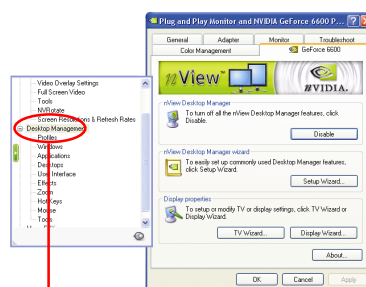 Plug and Play Monitor and NVIDIA GeForce 6600 P...
General Adapter Monitor Troubleshoot
Color Management GeForce 6600
nView
NVIDIA.
nView Desktop Manager
To turn off all the nView Desktop Manager features, click
Disable.
Disable
nView Desktop Manager wizard
To easily set up commonly used Desktop Manager features,
click Setup Wizard.
Setup Wizard...
Display properties
To setup or modify TV or display settings, click TV Wizard or
Display Wizard.
TV Wizard... Display Wizard...
About...
OK Cancel Apply
Video Overlay Settings
Full Screen Video
Tools
NVRotate
Screen Resolutions & Refresh Rates
Desktop Management
Profiles
Windows
Applications
Desktops
User Interface
Effects
Zoom
Hot Keys
Mouse
Tools